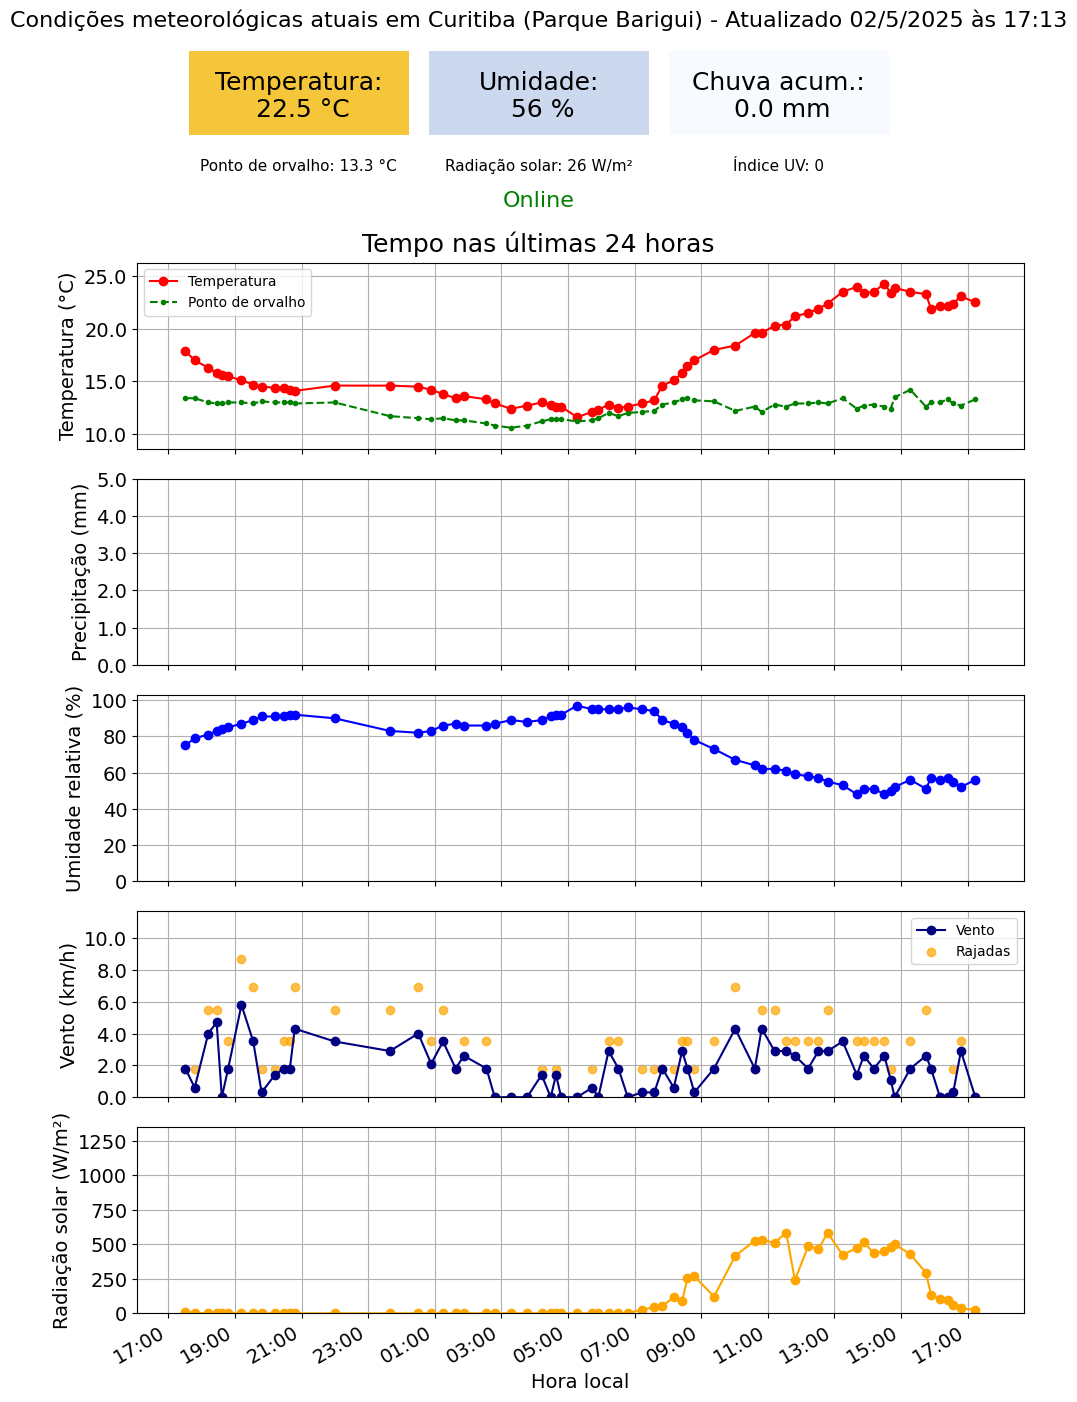 Condições meteorológicas atuais em Curitiba (Parque Barigui) - Atualizado 02/5/2025 às 17:13
Temperatura:
22.5 °C
Umidade:
56 %
Chuva acum.:
0.0 mm
Ponto de orvalho: 13.3 °C
Radiação solar: 26 W/m²
Índice UV: 0
Online
Tempo nas últimas 24 horas
Temperatura (°C)
25.0
20.0
15.0
10.0
Temperatura
Ponto de orvalho
Precipitação (mm)
5.0
4.0
3.0
2.0
1.0
0.0
Umidade relativa (%)
100
80
60
40
20
0
Vento (km/h)
10.0
8.0
6.0
4.0
2.0
0.0
Vento
Rajadas
Radiação solar (W/m²)
1250
1000
750
500
250
0
17:00
19:00
21:00
23:00
01:00
03:00
05:00
07:00
09:00
11:00
13:00
15:00
17:00
Hora local